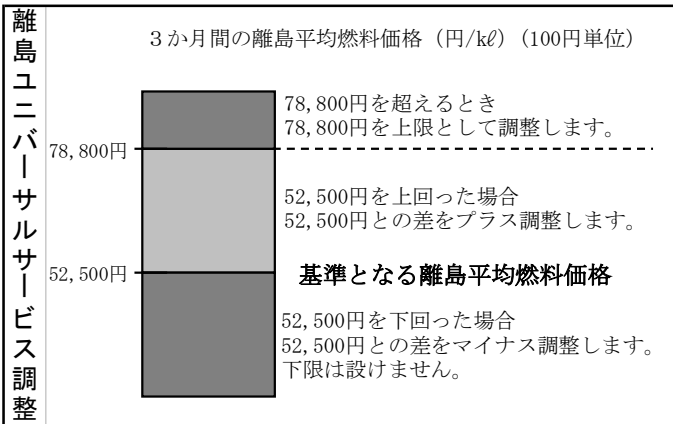 離島ユニバーサルサービス調整
3か月間の離島平均燃料価格（円/kℓ）(100円単位）
78,800円を超えるとき
78,800円を上限として調整します。
78,800円
52,500円を上回った場合
52,500円との差をプラス調整します。
52,500円
基準となる離島平均燃料価格
52,500円を下回った場合
52,500円との差をマイナス調整します。
下限は設けません。